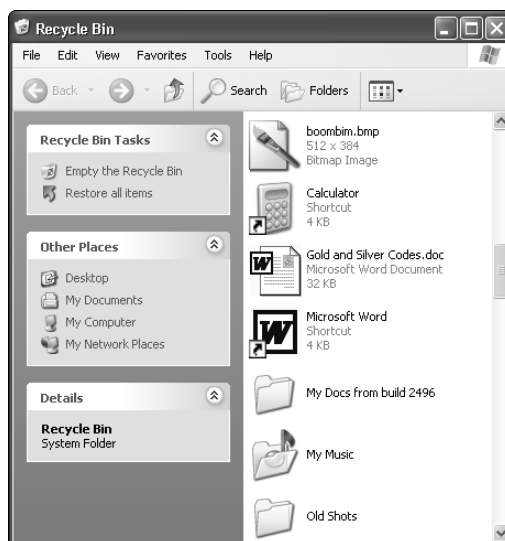 Recycle Bin
File Edit View Favorites Tools Help
Back Search Folders
Recycle Bin Tasks
Empty the Recycle Bin
Restore all items
Other Places
Desktop
My Documents
My Computer
My Network Places
Details
Recycle Bin
System Folder
boombim.bmp
512 x 384
Bitmap Image
Calculator
Shortcut
4 KB
Gold and Silver Codes.doc
Microsoft Word Document
32 KB
Microsoft Word
Shortcut
4 KB
My Docs from build 2496
My Music
Old Shots